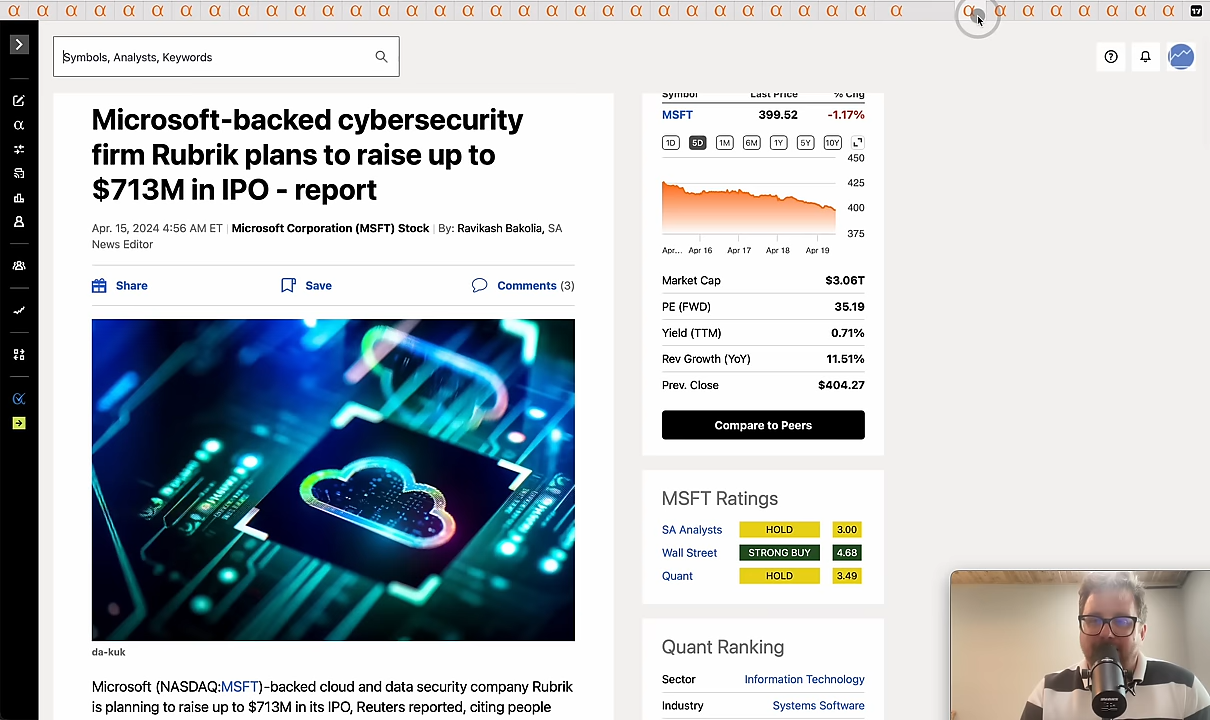 α α α α α α α α α α α α α α α α α α α α α α α α α α α α α α α α α α α α α α α α 17
Symbols, Analysts, Keywords
Microsoft-backed cybersecurity
firm Rubrik plans to raise up to
$713M in IPO - report
Apr. 15, 2024 4:56 AM ET | Microsoft Corporation (MSFT) Stock | By: Ravikash Bakolia, SA
News Editor
Share Save Comments (3)
da-kuk
Microsoft (NASDAQ:MSFT)-backed cloud and data security company Rubrik
is planning to raise up to $713M in its IPO, Reuters reported, citing people
Symbol Last Price % Chg
MSFT 399.52 -1.17%
1D 5D 1M 6M 1Y 5Y 10Y
450
425
400
375
Apr... Apr 16 Apr 17 Apr 18 Apr 19
Market Cap $3.06T
PE (FWD) 35.19
Yield (TTM) 0.71%
Rev Growth (YoY) 11.51%
Prev. Close $404.27
Compare to Peers
MSFT Ratings
SA Analysts HOLD 3.00
Wall Street STRONG BUY 4.68
Quant HOLD 3.49
Quant Ranking
Sector Information Technology
Industry Systems Software